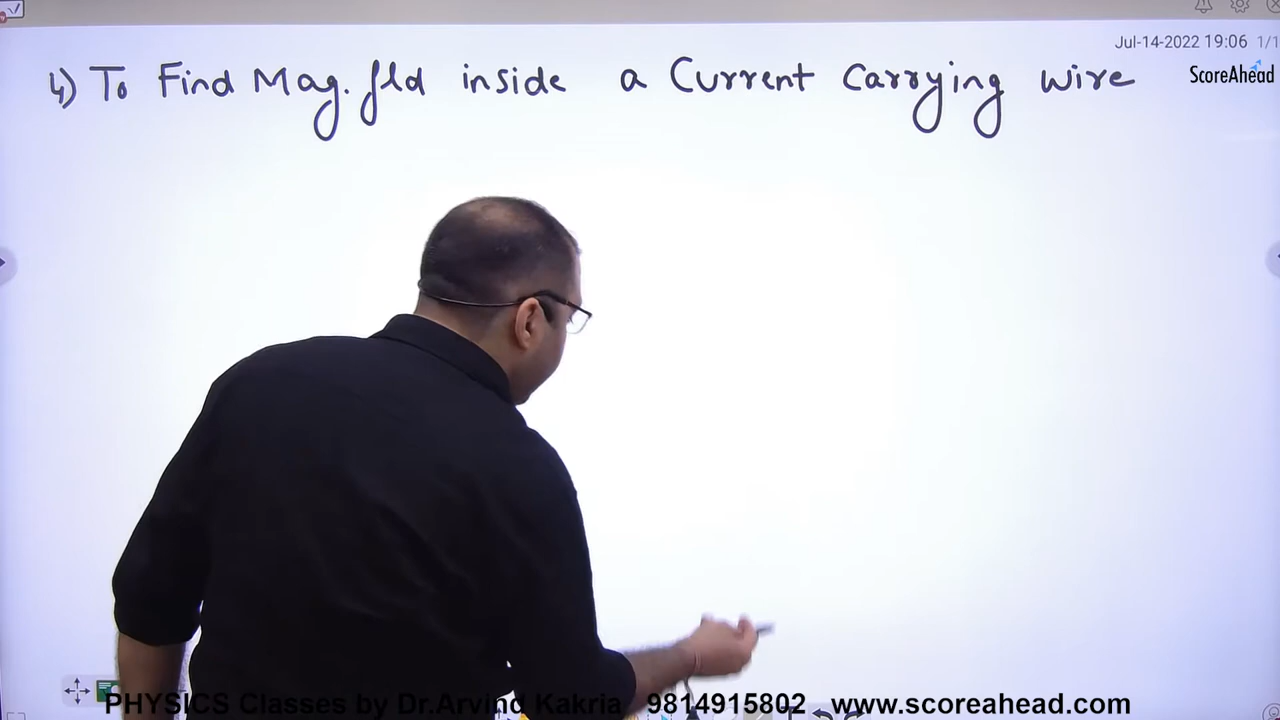 Jul-14-2022 19:06 1/1
4) To Find Mag. fld inside a Current Carrying wire
ScoreAhead
PHYSICS Classes by Dr.Arvind Kakria 9814915802 www.scoreahead.com